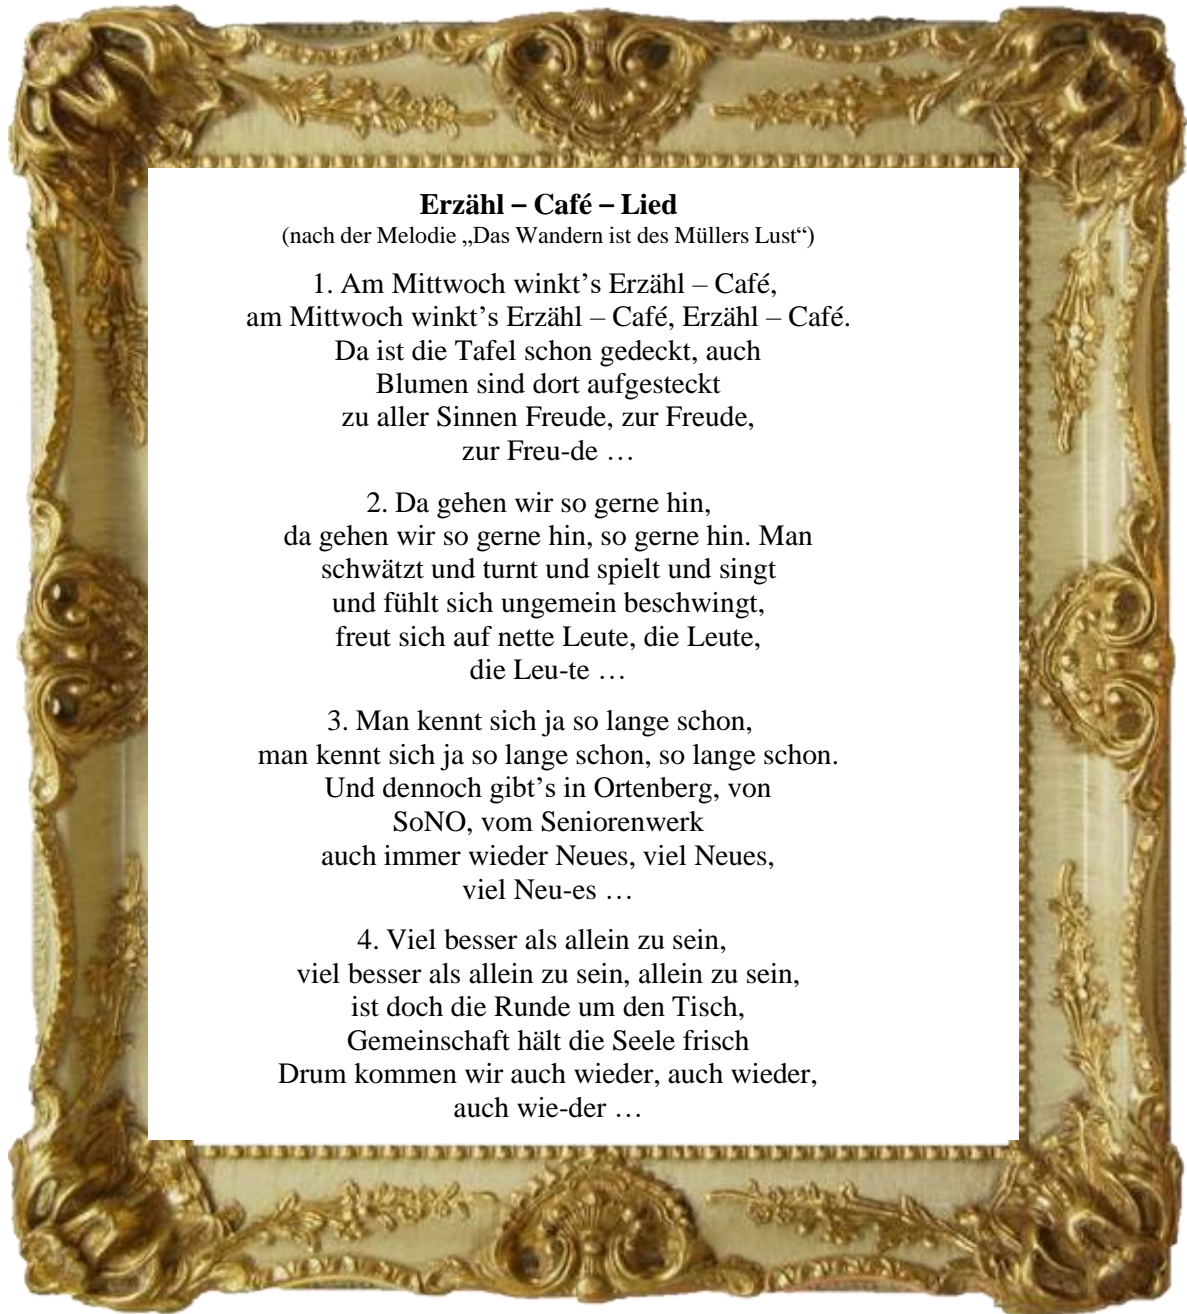 Erzähl – Café – Lied
(nach der Melodie „Das Wandern ist des Müllers Lust“)
1. Am Mittwoch winkt’s Erzähl – Café,
am Mittwoch winkt’s Erzähl – Café, Erzähl – Café.
Da ist die Tafel schon gedeckt, auch
Blumen sind dort aufgesteckt
zu aller Sinnen Freude, zur Freude,
zur Freu-de …
2. Da gehen wir so gerne hin,
da gehen wir so gerne hin, so gerne hin. Man
schwätzt und turnt und spielt und singt
und fühlt sich ungemein beschwingt,
freut sich auf nette Leute, die Leute,
die Leu-te …
3. Man kennt sich ja so lange schon,
man kennt sich ja so lange schon, so lange schon.
Und dennoch gibt’s in Ortenberg, von
SoNO, vom Seniorenwerk
auch immer wieder Neues, viel Neues,
viel Neu-es …
4. Viel besser als allein zu sein,
viel besser als allein zu sein, allein zu sein,
ist doch die Runde um den Tisch,
Gemeinschaft hält die Seele frisch
Drum kommen wir auch wieder, auch wieder,
auch wie-der …